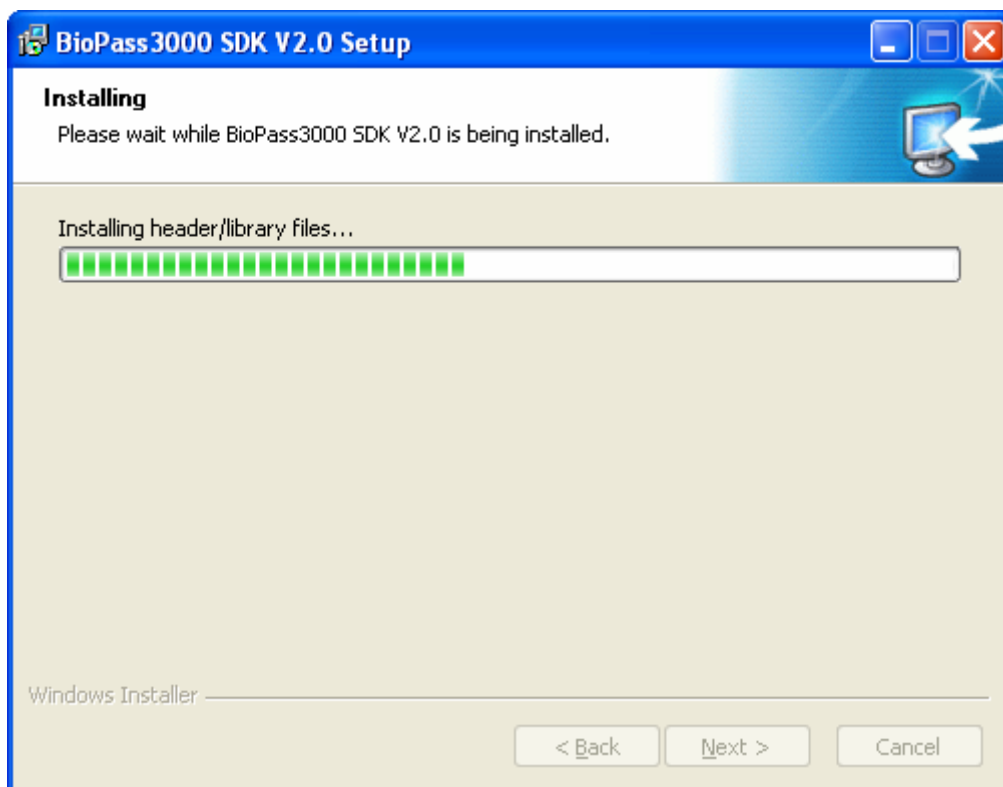 BioPass3000 SDK V2.0 Setup
Installing
Please wait while BioPass3000 SDK V2.0 is being installed.
Installing header/library files...
Windows Installer
< Back Next > Cancel